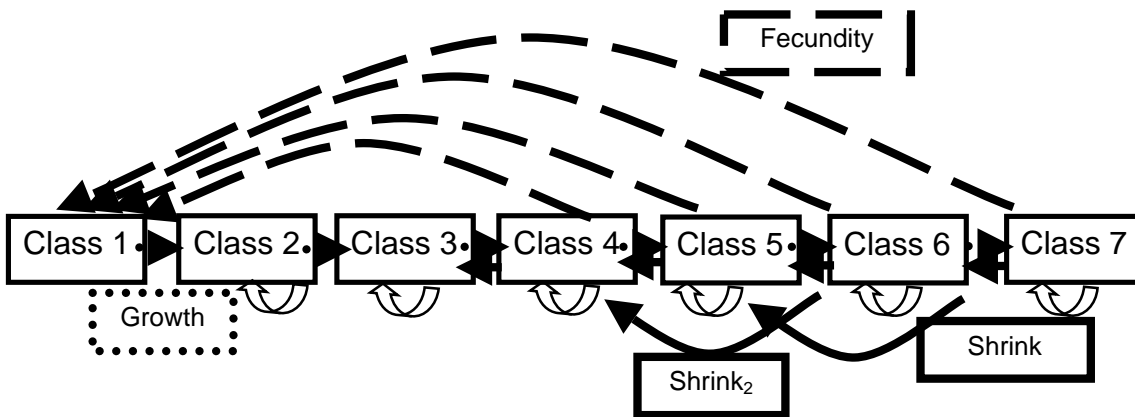 Fecundity
Class 1
Class 2
Class 3
Class 4
Class 5
Class 6
Class 7
Growth
Shrink
Shrink₂